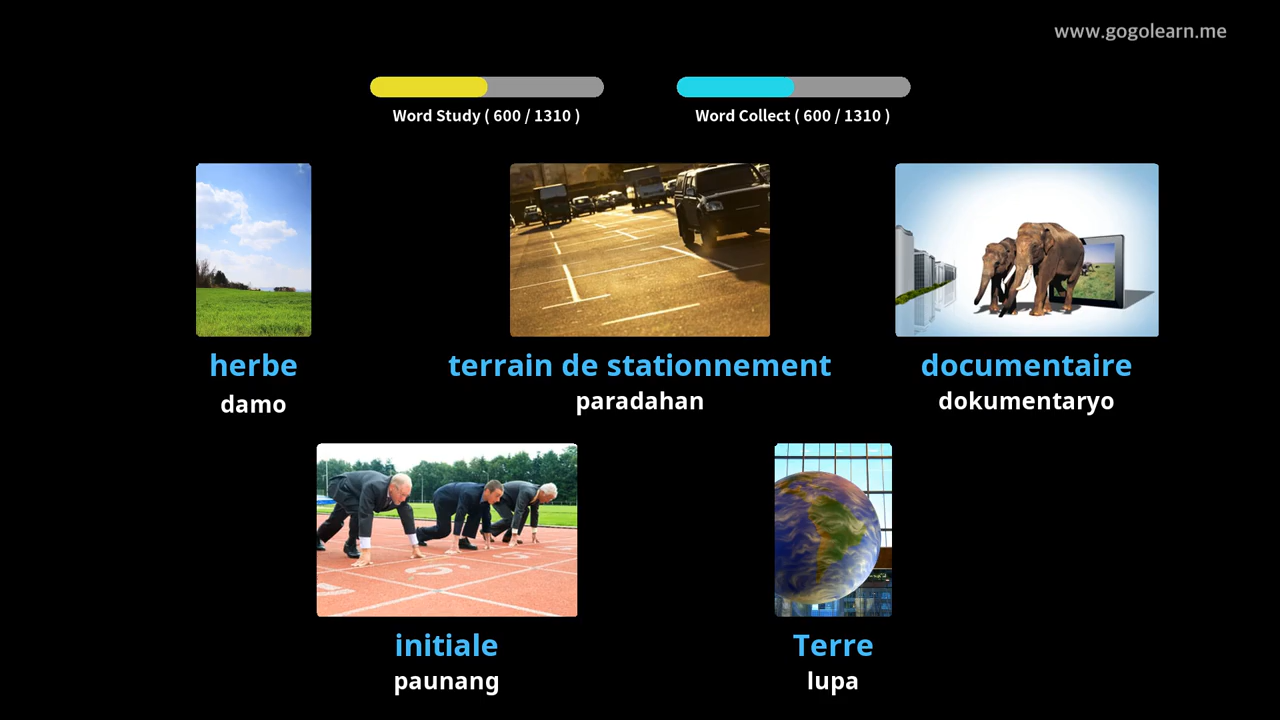 www.gogolearn.me
Word Study ( 600 / 1310 )
Word Collect ( 600 / 1310 )
herbe
damo
terrain de stationnement
paradahan
documentaire
dokumentaryo
initiale
paunang
Terre
lupa